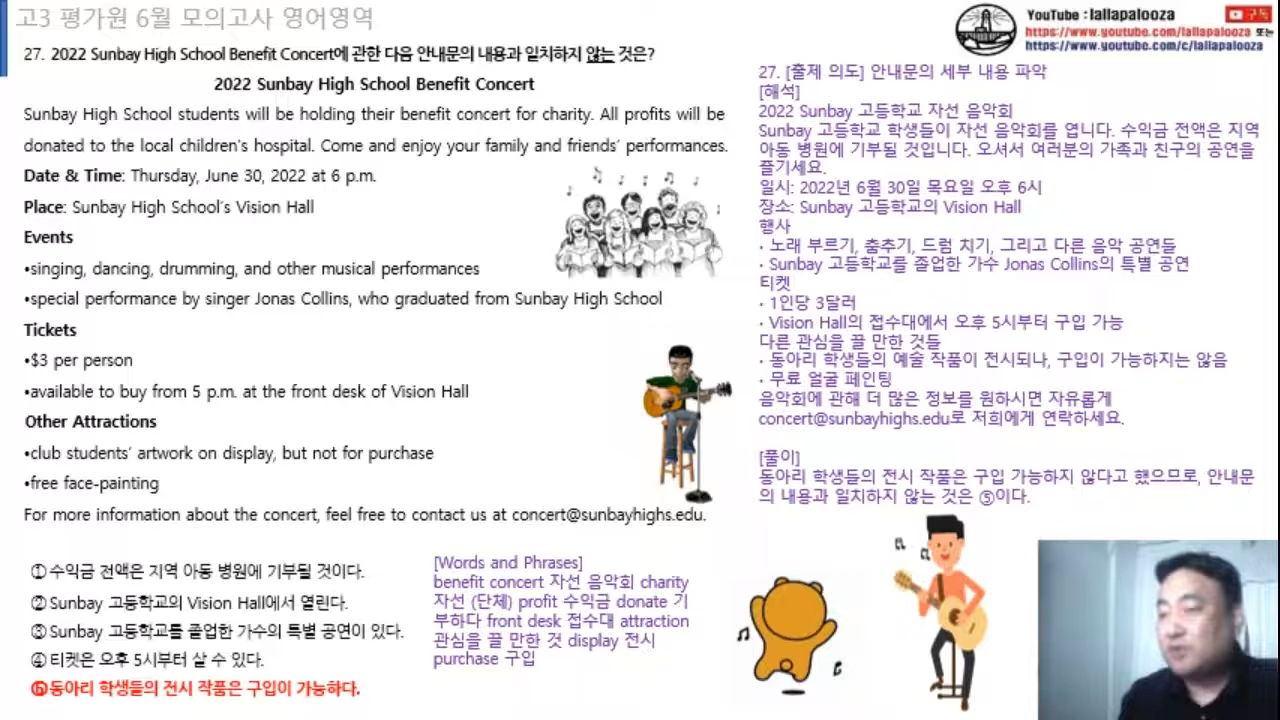 고3 평가원 6월 모의고사 영어영역
YouTube : lallapalooza
구독
https://www.youtube.com/lallapalooza 또는
https://www.youtube.com/c/lallapalooza
27. 2022 Sunbay High School Benefit Concert에 관한 다음 안내문의 내용과 일치하지 않는 것은?
2022 Sunbay High School Benefit Concert
Sunbay High School students will be holding their benefit concert for charity. All profits will be
donated to the local children's hospital. Come and enjoy your family and friends' performances.
Date & Time: Thursday, June 30, 2022 at 6 p.m.
Place: Sunbay High School's Vision Hall
Events
•singing, dancing, drumming, and other musical performances
•special performance by singer Jonas Collins, who graduated from Sunbay High School
Tickets
•$3 per person
•available to buy from 5 p.m. at the front desk of Vision Hall
Other Attractions
•club students' artwork on display, but not for purchase
•free face-painting
For more information about the concert, feel free to contact us at concert@sunbayhighs.edu.
① 수익금 전액은 지역 아동 병원에 기부될 것이다.
② Sunbay 고등학교의 Vision Hall에서 열린다.
③ Sunbay 고등학교를 졸업한 가수의 특별 공연이 있다.
④ 티켓은 오후 5시부터 살 수 있다.
⑤ 동아리 학생들의 전시 작품은 구입이 가능하다.
[Words and Phrases]
benefit concert 자선 음악회 charity
자선 (단체) profit 수익금 donate 기
부하다 front desk 접수대 attraction
관심을 끌 만한 것 display 전시
purchase 구입
27. [출제 의도] 안내문의 세부 내용 파악
[해석]
2022 Sunbay 고등학교 자선 음악회
Sunbay 고등학교 학생들이 자선 음악회를 엽니다. 수익금 전액은 지역
아동 병원에 기부될 것입니다. 오셔서 여러분의 가족과 친구의 공연을
즐기세요.
일시: 2022년 6월 30일 목요일 오후 6시
장소: Sunbay 고등학교의 Vision Hall
행사
· 노래 부르기, 춤추기, 드럼 치기, 그리고 다른 음악 공연들
· Sunbay 고등학교를 졸업한 가수 Jonas Collins의 특별 공연
티켓
· 1인당 3달러
· Vision Hall의 접수대에서 오후 5시부터 구입 가능
다른 관심을 끌 만한 것들
· 동아리 학생들의 예술 작품이 전시되나, 구입이 가능하지는 않음
· 무료 얼굴 페인팅
음악회에 관해 더 많은 정보를 원하시면 자유롭게
concert@sunbayhighs.edu로 저희에게 연락하세요.
[풀이]
동아리 학생들의 전시 작품은 구입 가능하지 않다고 했으므로, 안내문
의 내용과 일치하지 않는 것은 ⑤이다.